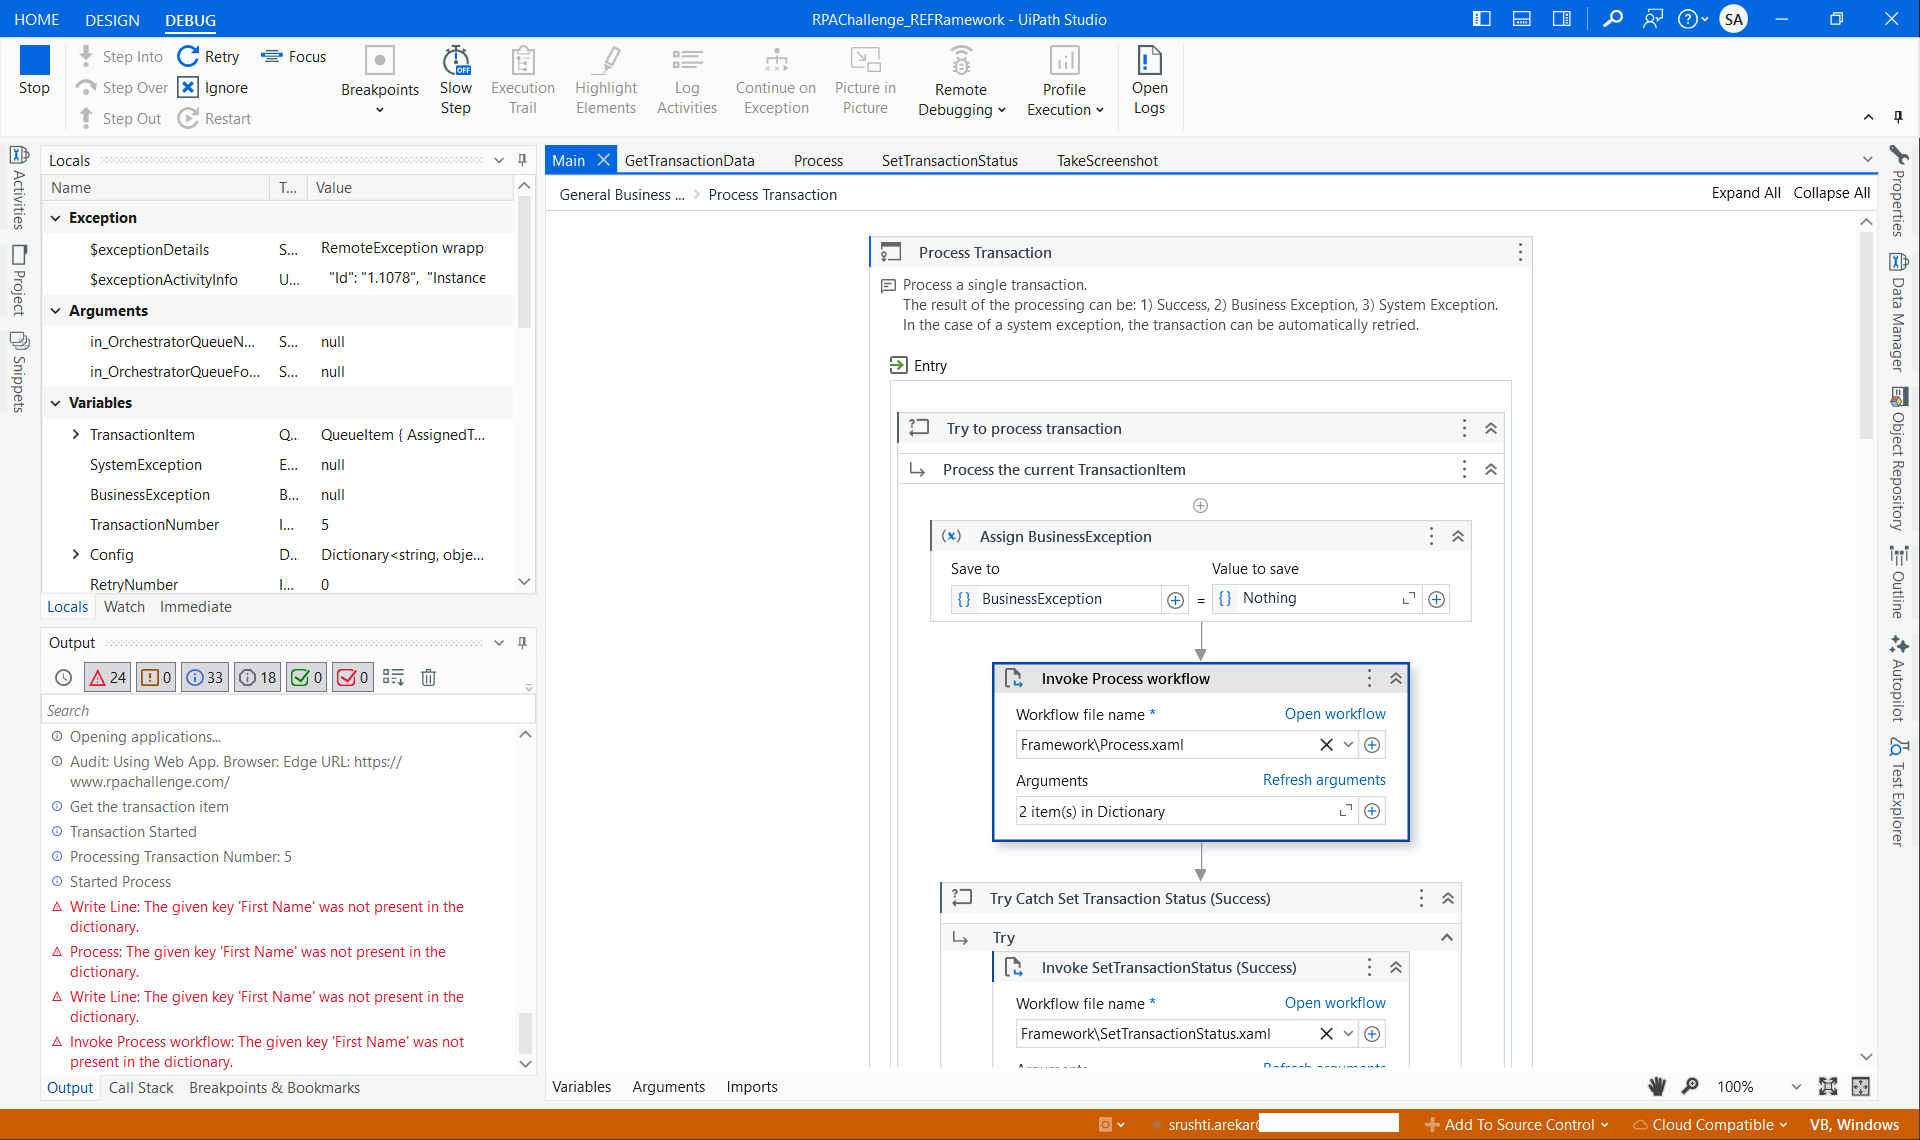 HOME DESIGN DEBUG
RPAChallenge_REFRamework - UiPath Studio
SA
Stop
Step Into
Step Over
Step Out
Retry
Ignore
Restart
Focus
Breakpoints
OFF
Slow Step
Execution Trail
Highlight Elements
Log Activities
Continue on Exception
Picture in Picture
Remote Debugging
Profile Execution
Open Logs
Activities
Project
Snippets
Locals
Name T... Value
Exception
$exceptionDetails S... RemoteException wrapp
$exceptionActivityInfo U... "Id": "1.1078", "Instance
Arguments
in_OrchestratorQueueN... S... null
in_OrchestratorQueueFo... S... null
Variables
TransactionItem Q... QueueItem { AssignedT...
SystemException E... null
BusinessException B... null
TransactionNumber I... 5
Config D... Dictionary<string, obje...
RetryNumber I... 0
Locals Watch Immediate
Output
24 0 33 18 0 0
Search
Opening applications...
Audit: Using Web App. Browser: Edge URL: https://
www.rpachallenge.com/
Get the transaction item
Transaction Started
Processing Transaction Number: 5
Started Process
Write Line: The given key 'First Name' was not present in the
dictionary.
Process: The given key 'First Name' was not present in the
dictionary.
Write Line: The given key 'First Name' was not present in the
dictionary.
Invoke Process workflow: The given key 'First Name' was not
present in the dictionary.
Output Call Stack Breakpoints & Bookmarks
Main GetTransactionData Process SetTransactionStatus TakeScreenshot
General Business ... > Process Transaction
Expand All Collapse All
Process Transaction
Process a single transaction.
The result of the processing can be: 1) Success, 2) Business Exception, 3) System Exception.
In the case of a system exception, the transaction can be automatically retried.
Entry
Try to process transaction
Process the current TransactionItem
Assign BusinessException
Save to Value to save
BusinessException = Nothing
Invoke Process workflow
Workflow file name * Open workflow
Framework\Process.xaml
Arguments Refresh arguments
2 item(s) in Dictionary
Try Catch Set Transaction Status (Success)
Try
Invoke SetTransactionStatus (Success)
Workflow file name * Open workflow
Framework\SetTransactionStatus.xaml
Arguments Refresh arguments
Variables Arguments Imports
100%
Properties
Data Manager
Object Repository
Outline
Autopilot
Test Explorer
srushti.arekar
Add To Source Control
Cloud Compatible
VB, Windows